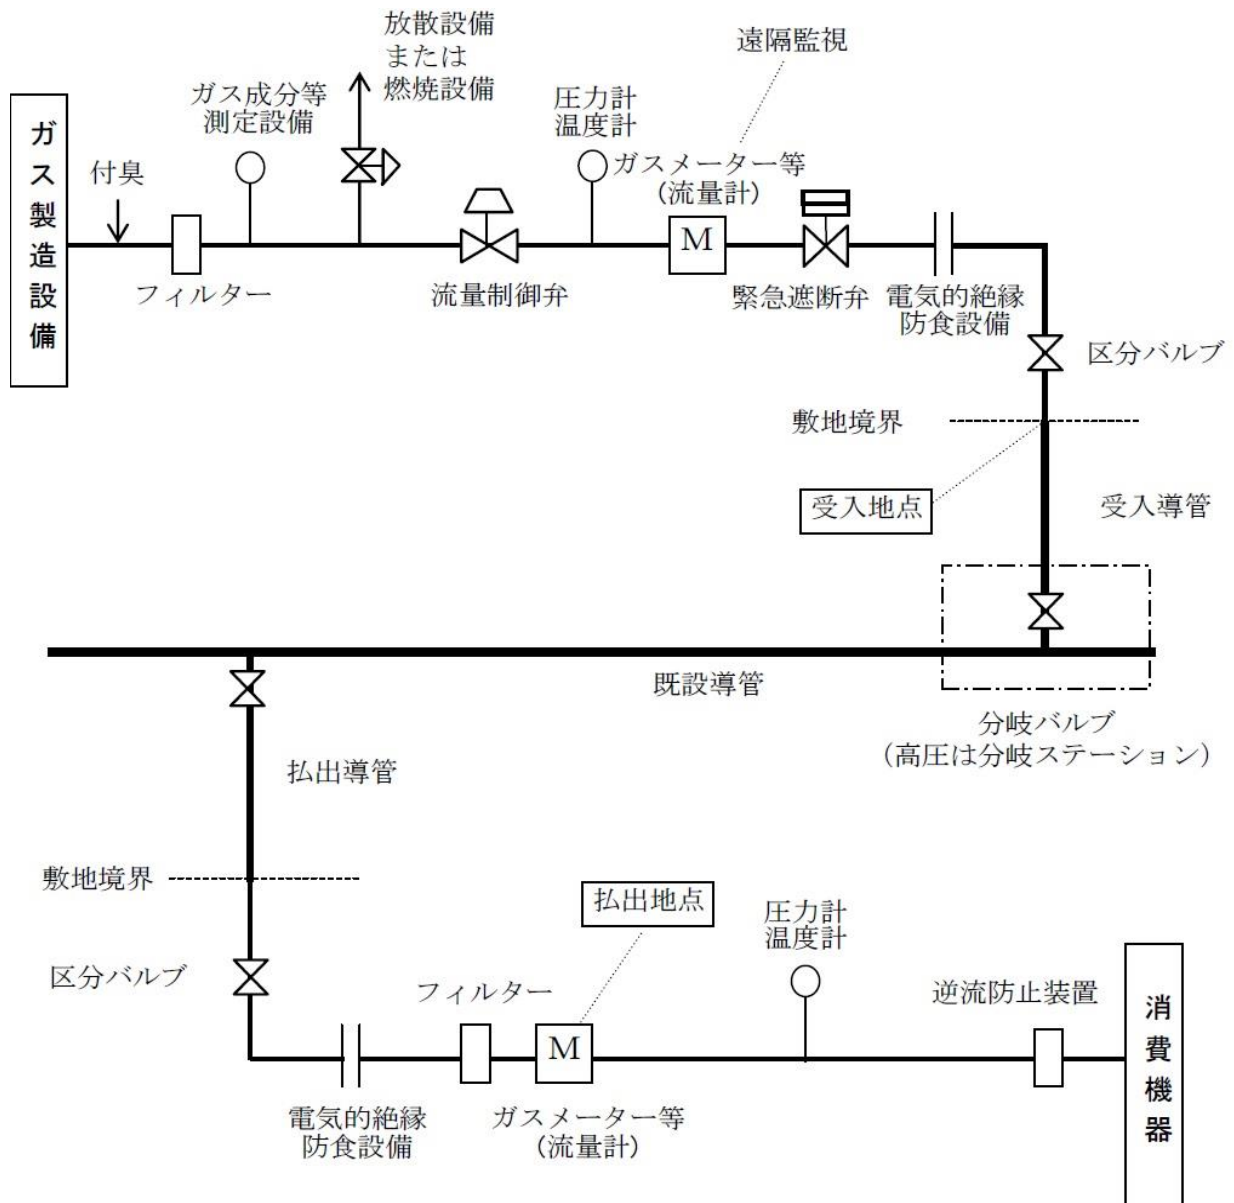 放散設備
または
燃焼設備
遠隔監視
ガス成分等
測定設備
圧力計
温度計
ガス製造設備
付臭
ガスメーター等
(流量計)
M
フィルター
流量制御弁
緊急遮断弁
電気的絶縁
防食設備
区分バルブ
敷地境界
受入地点
受入導管
既設導管
分岐バルブ
(高圧は分岐ステーション)
払出導管
敷地境界
払出地点
圧力計
温度計
区分バルブ
フィルター
逆流防止装置
消費機器
M
電気的絶縁
防食設備
ガスメーター等
(流量計)